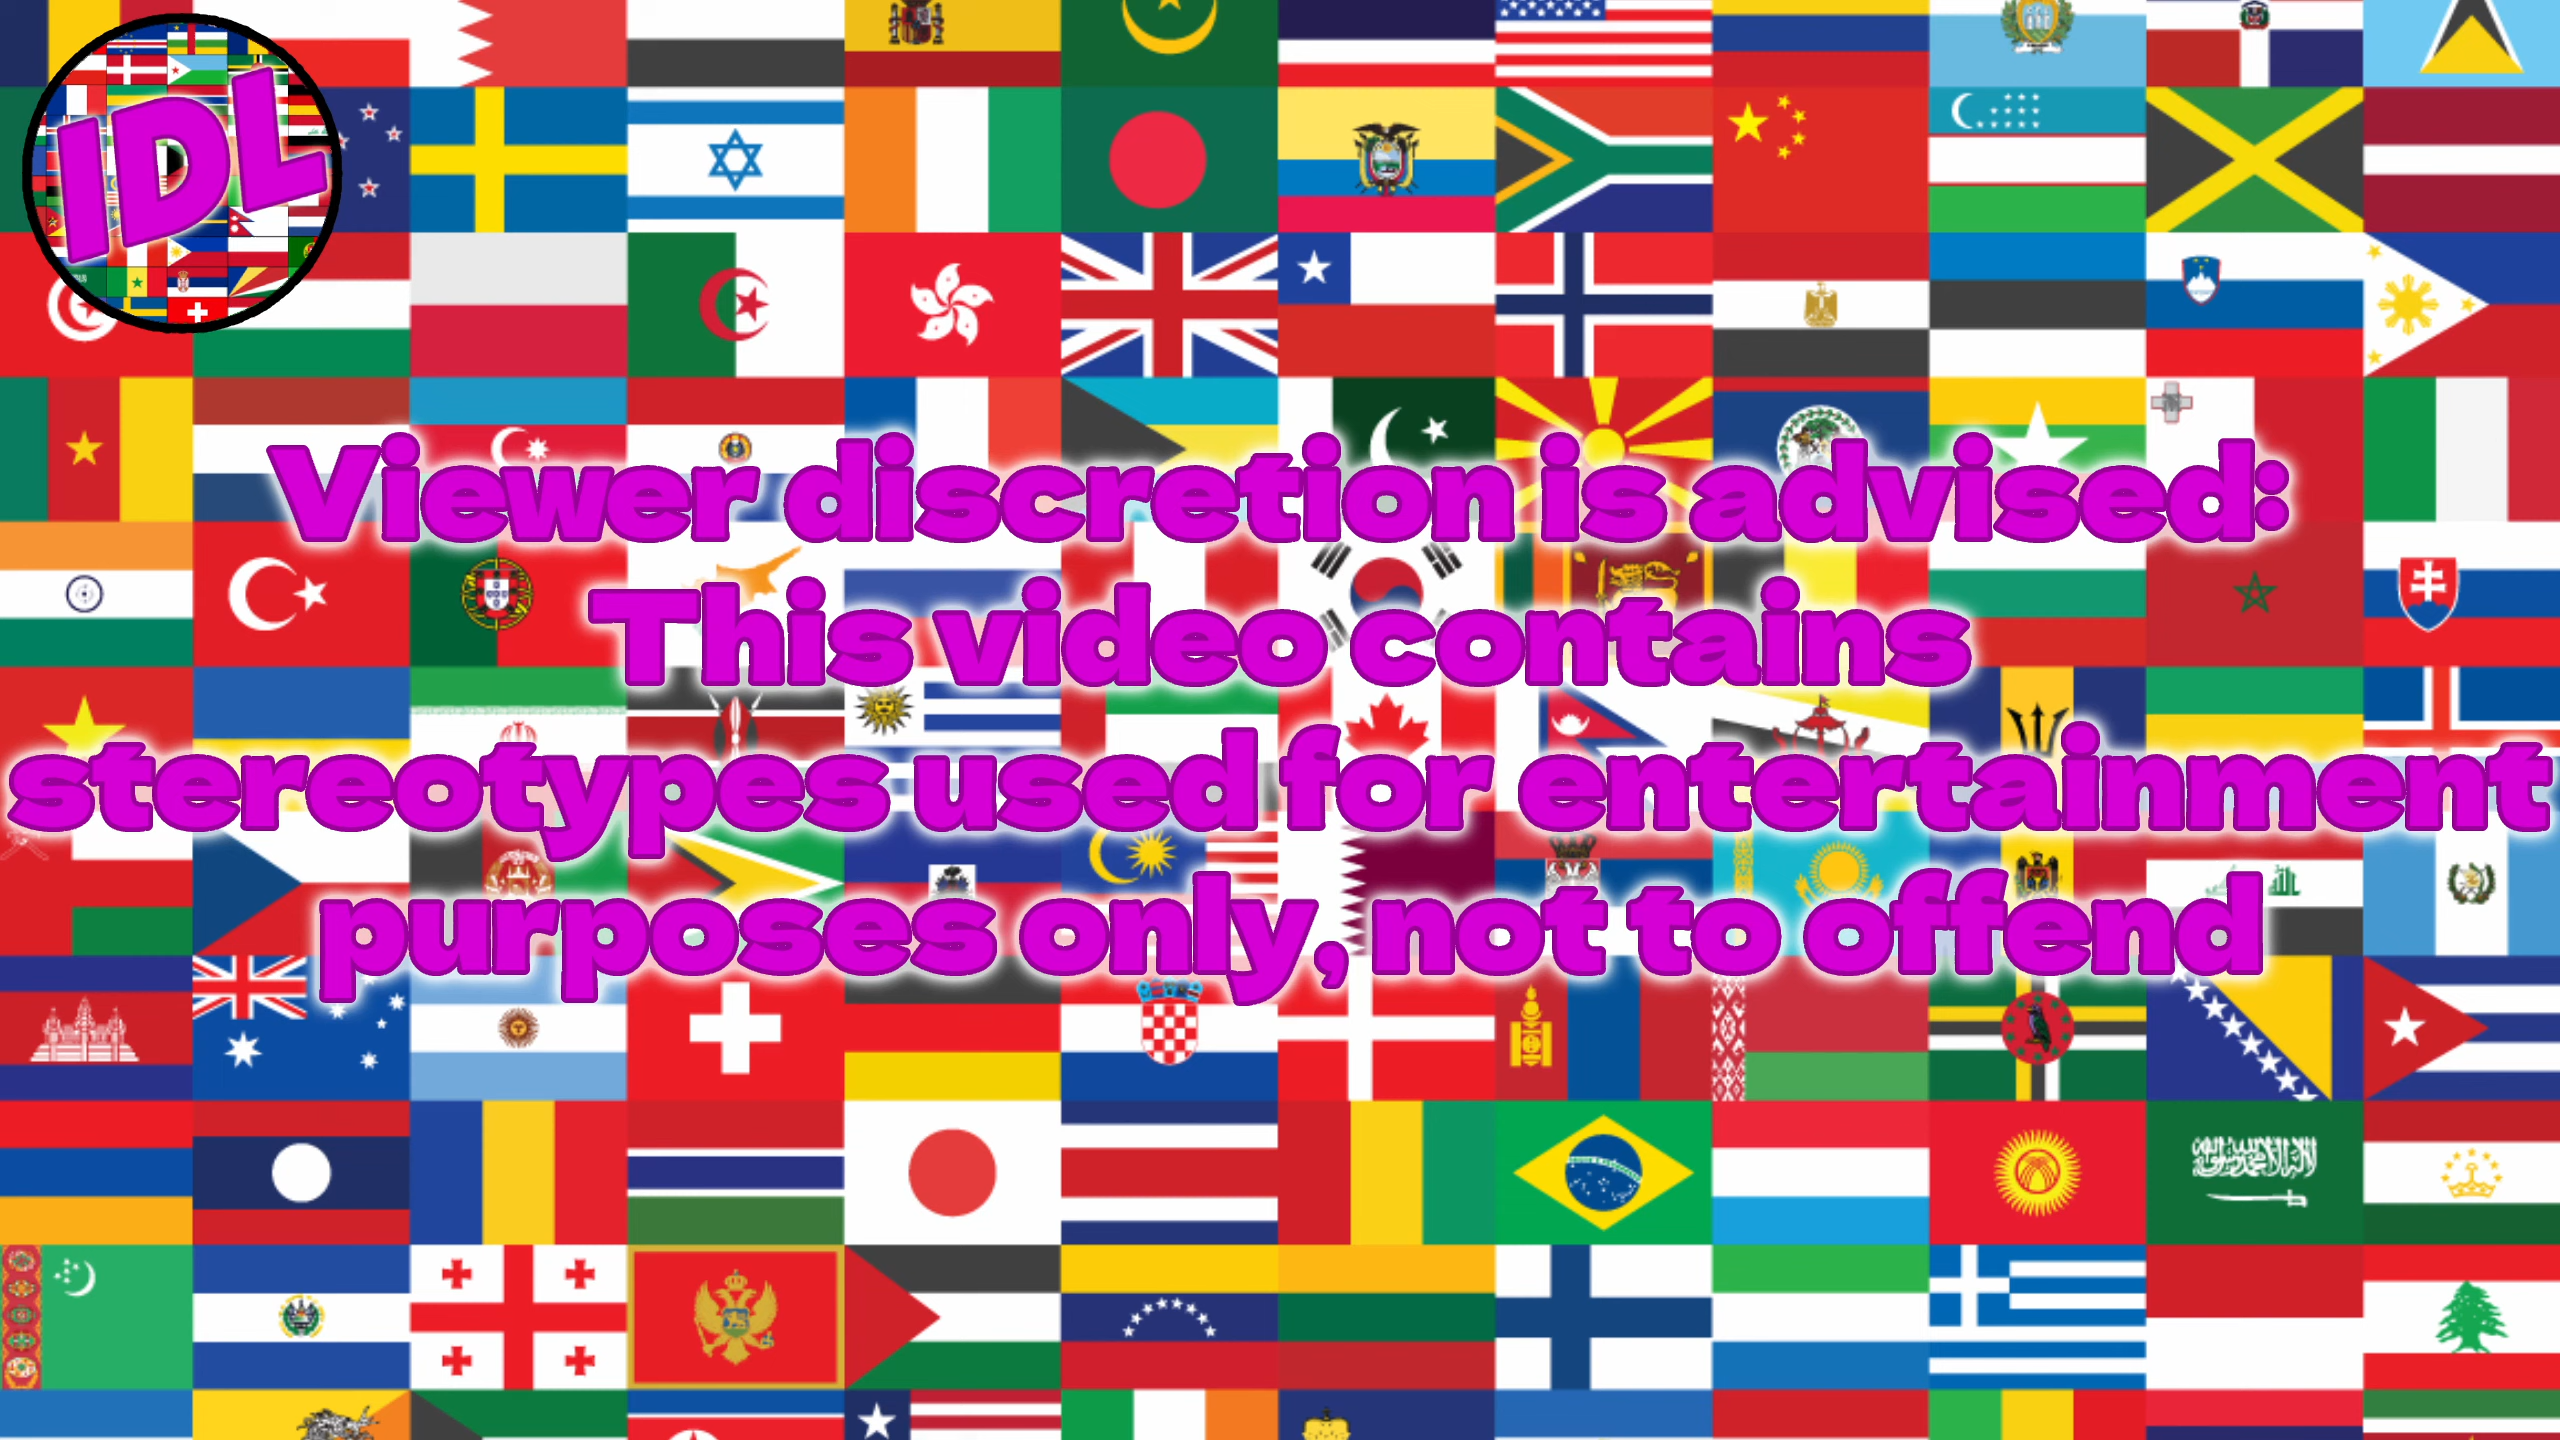 IDL
Viewer discretion is advised:
This video contains
stereotypes used for entertainment
purposes only, not to offend